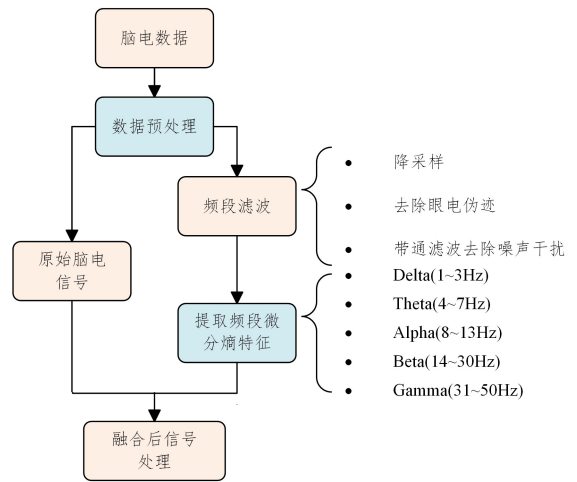 脑电数据
数据预处理
频段滤波
原始脑电
信号
提取频段微
分熵特征
融合后信号
处理
• 降采样
• 去除眼电伪迹
• 带通滤波去除噪声干扰
• Delta(1~3Hz)
• Theta(4~7Hz)
• Alpha(8~13Hz)
• Beta(14~30Hz)
• Gamma(31~50Hz)